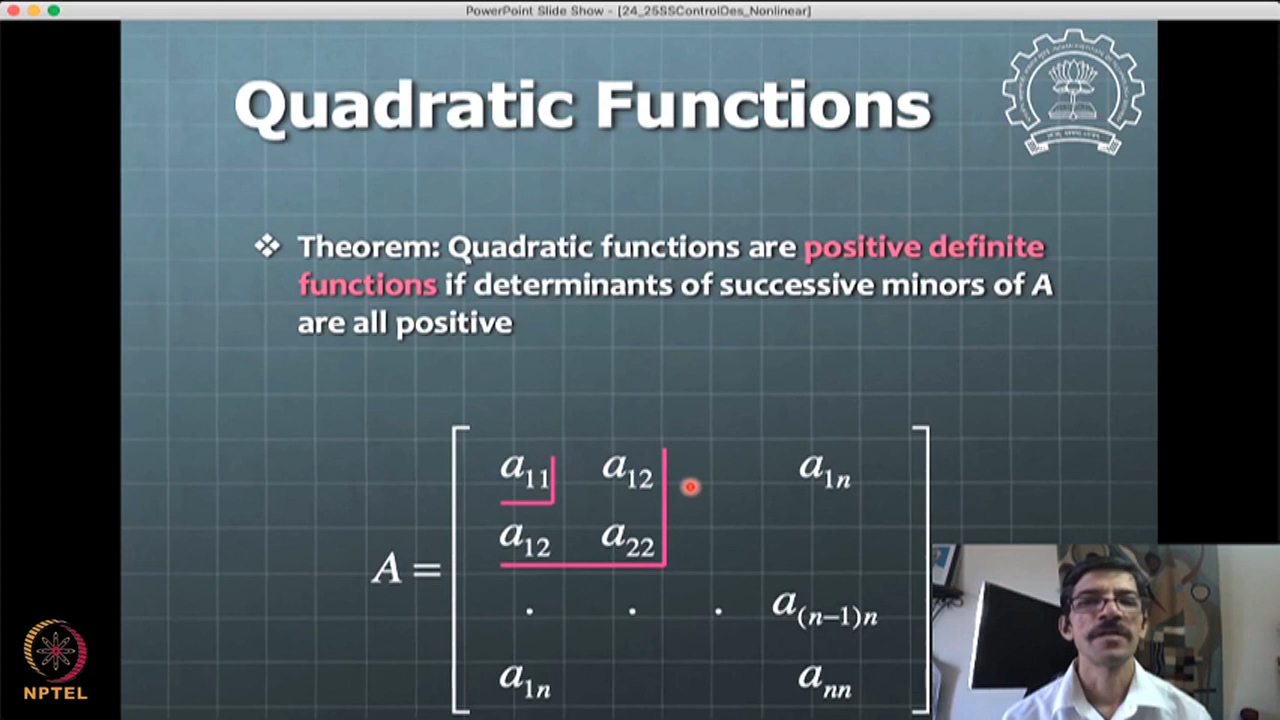 PowerPoint Slide Show - [24_25SSControlDes_Nonlinear]
Quadratic Functions
❖ Theorem: Quadratic functions are positive definite
functions if determinants of successive minors of A
are all positive
a₁₁ a₁₂ a₁ₙ
a₁₂ a₂₂
A =
. . . a₍ₙ₋₁₎ₙ
a₁ₙ aₙₙ
NPTEL